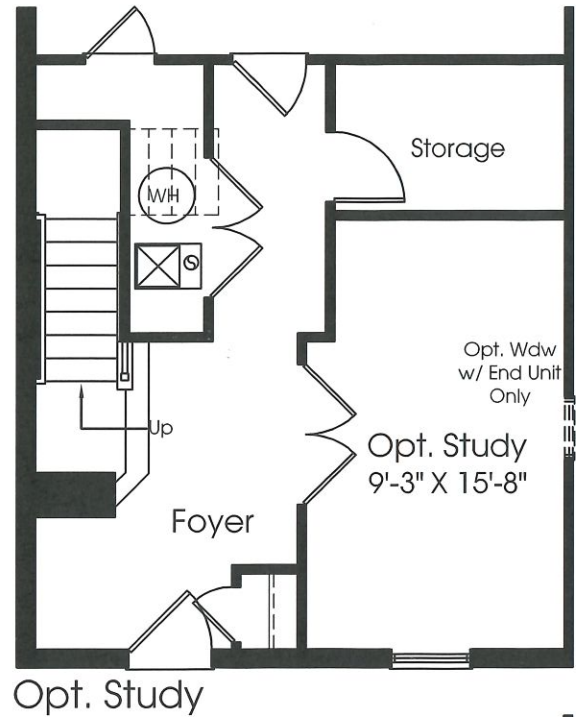 Storage
WH
Opt. Wdw
w/ End Unit
Only
Up
Opt. Study
9'-3" X 15'-8"
Foyer
Opt. Study